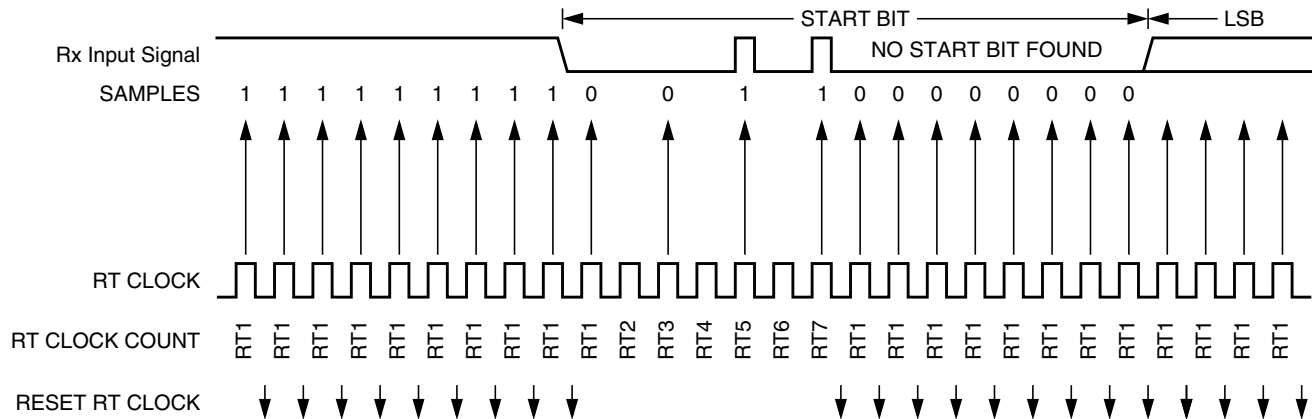 START BIT LSB
Rx Input Signal NO START BIT FOUND
SAMPLES 1 1 1 1 1 1 1 1 1 0 0 1 1 0 0 0 0 0 0 0 0
RT CLOCK
RT CLOCK COUNT RT1 RT1 RT1 RT1 RT1 RT1 RT1 RT1 RT1 RT1 RT2 RT3 RT4 RT5 RT6 RT7 RT1 RT1 RT1 RT1 RT1 RT1 RT1 RT1 RT1 RT1 RT1 RT1
RESET RT CLOCK